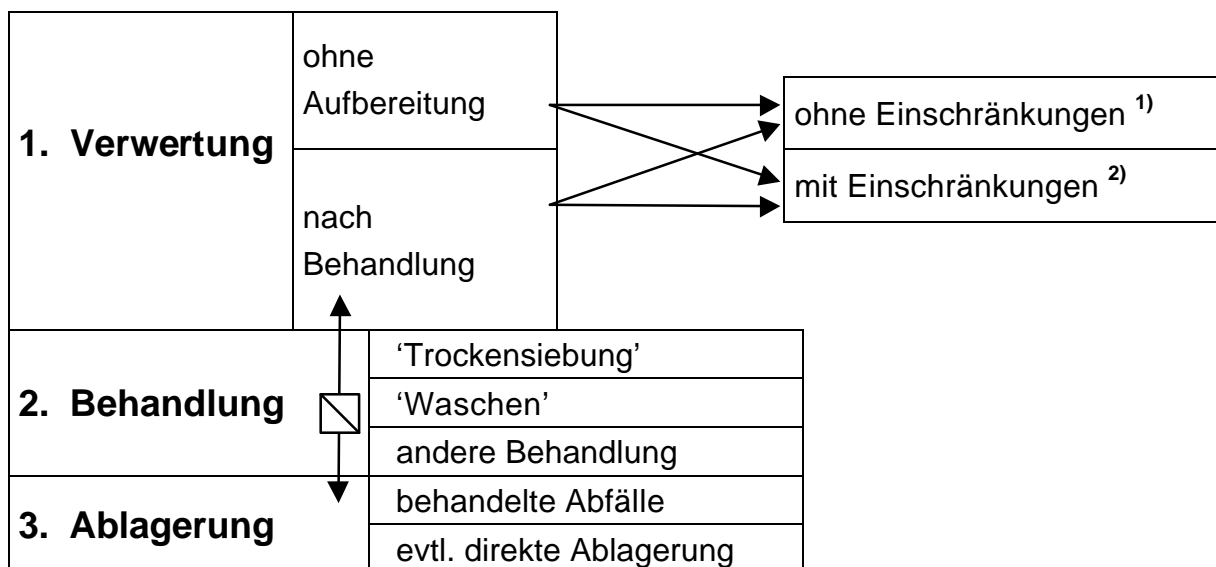 1. Verwertung
ohne
Aufbereitung
nach
Behandlung
ohne Einschränkungen 1)
mit Einschränkungen 2)
2. Behandlung
‘Trockensiebung’
‘Waschen’
andere Behandlung
3. Ablagerung
behandelte Abfälle
evtl. direkte Ablagerung